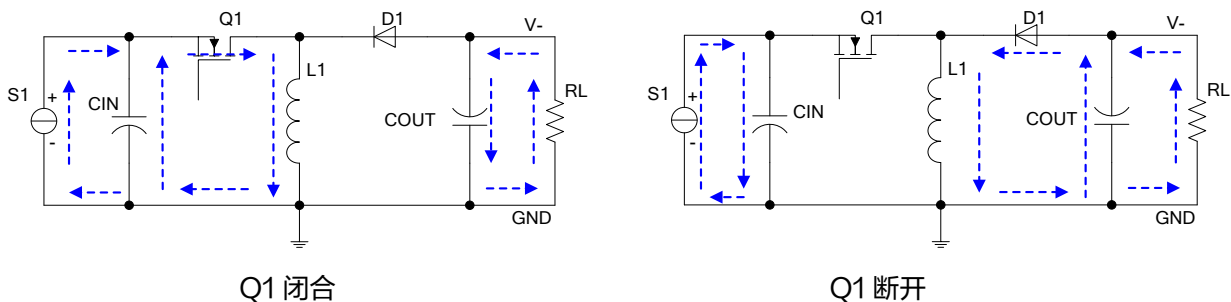 Q1
D1
V-
S1
+
-
CIN
L1
COUT
RL
GND
Q1 闭合
Q1
D1
V-
S1
+
-
CIN
L1
COUT
RL
GND
Q1 断开